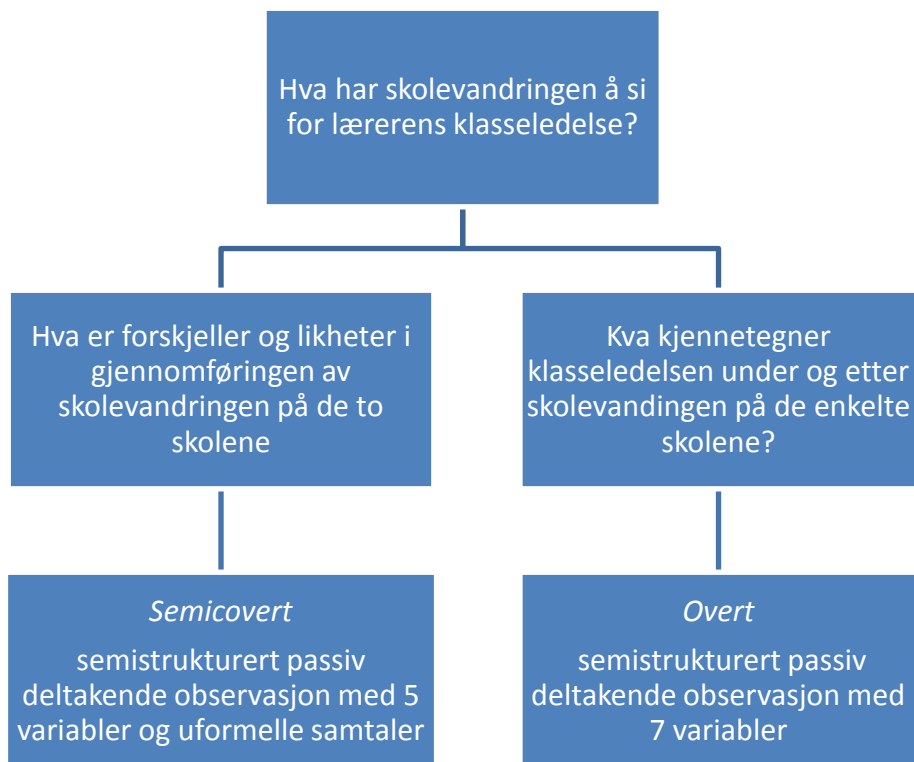 Hva har skolevandringen å si
for lærerens klasseledelse?
Hva er forskjeller og likheter i
gjennomføringen av
skolevandringen på de to
skolene
Kva kjennetegner
klasseledelsen under og etter
skolevandingen på de enkelte
skolene?
Semicovert
semistrukturert passiv
deltakende observasjon med 5
variabler og uformelle samtaler
Overt
semistrukturert passiv
deltakende observasjon med
7 variabler